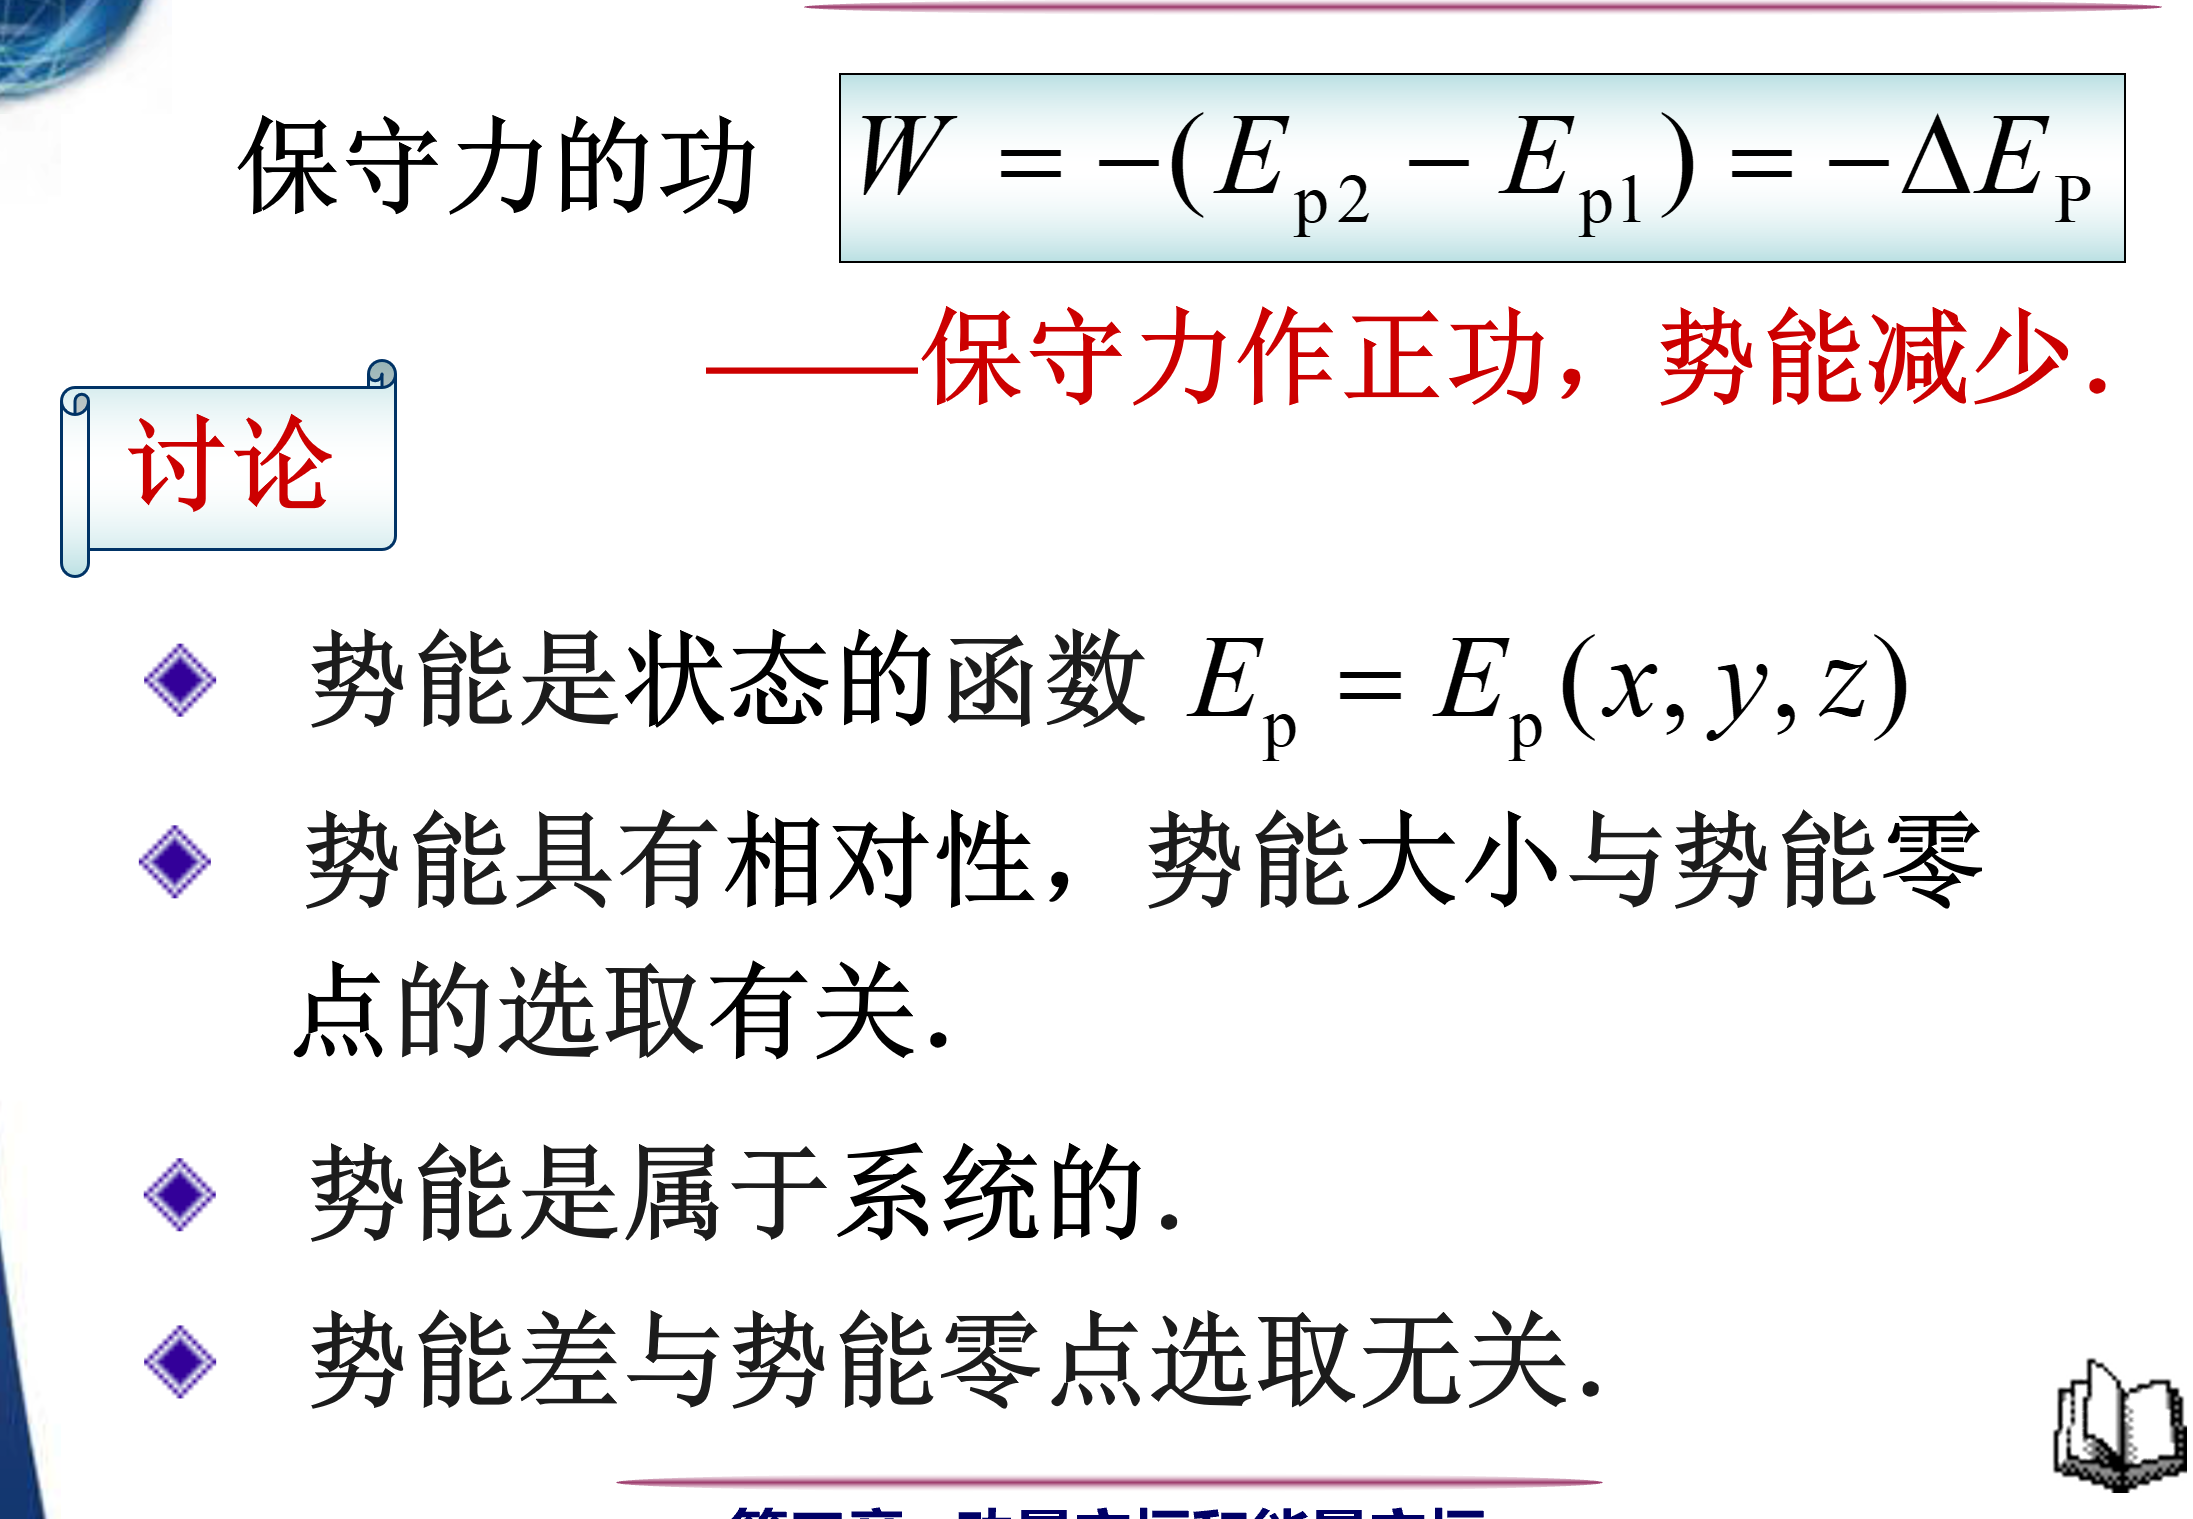 保守力的功 W = −(E_p2 − E_p1) = −ΔE_P
——保守力作正功，势能减少．
讨论
势能是状态的函数 E_p = E_p(x, y, z)
势能具有相对性，势能大小与势能零
点的选取有关．
势能是属于系统的．
势能差与势能零点选取无关．